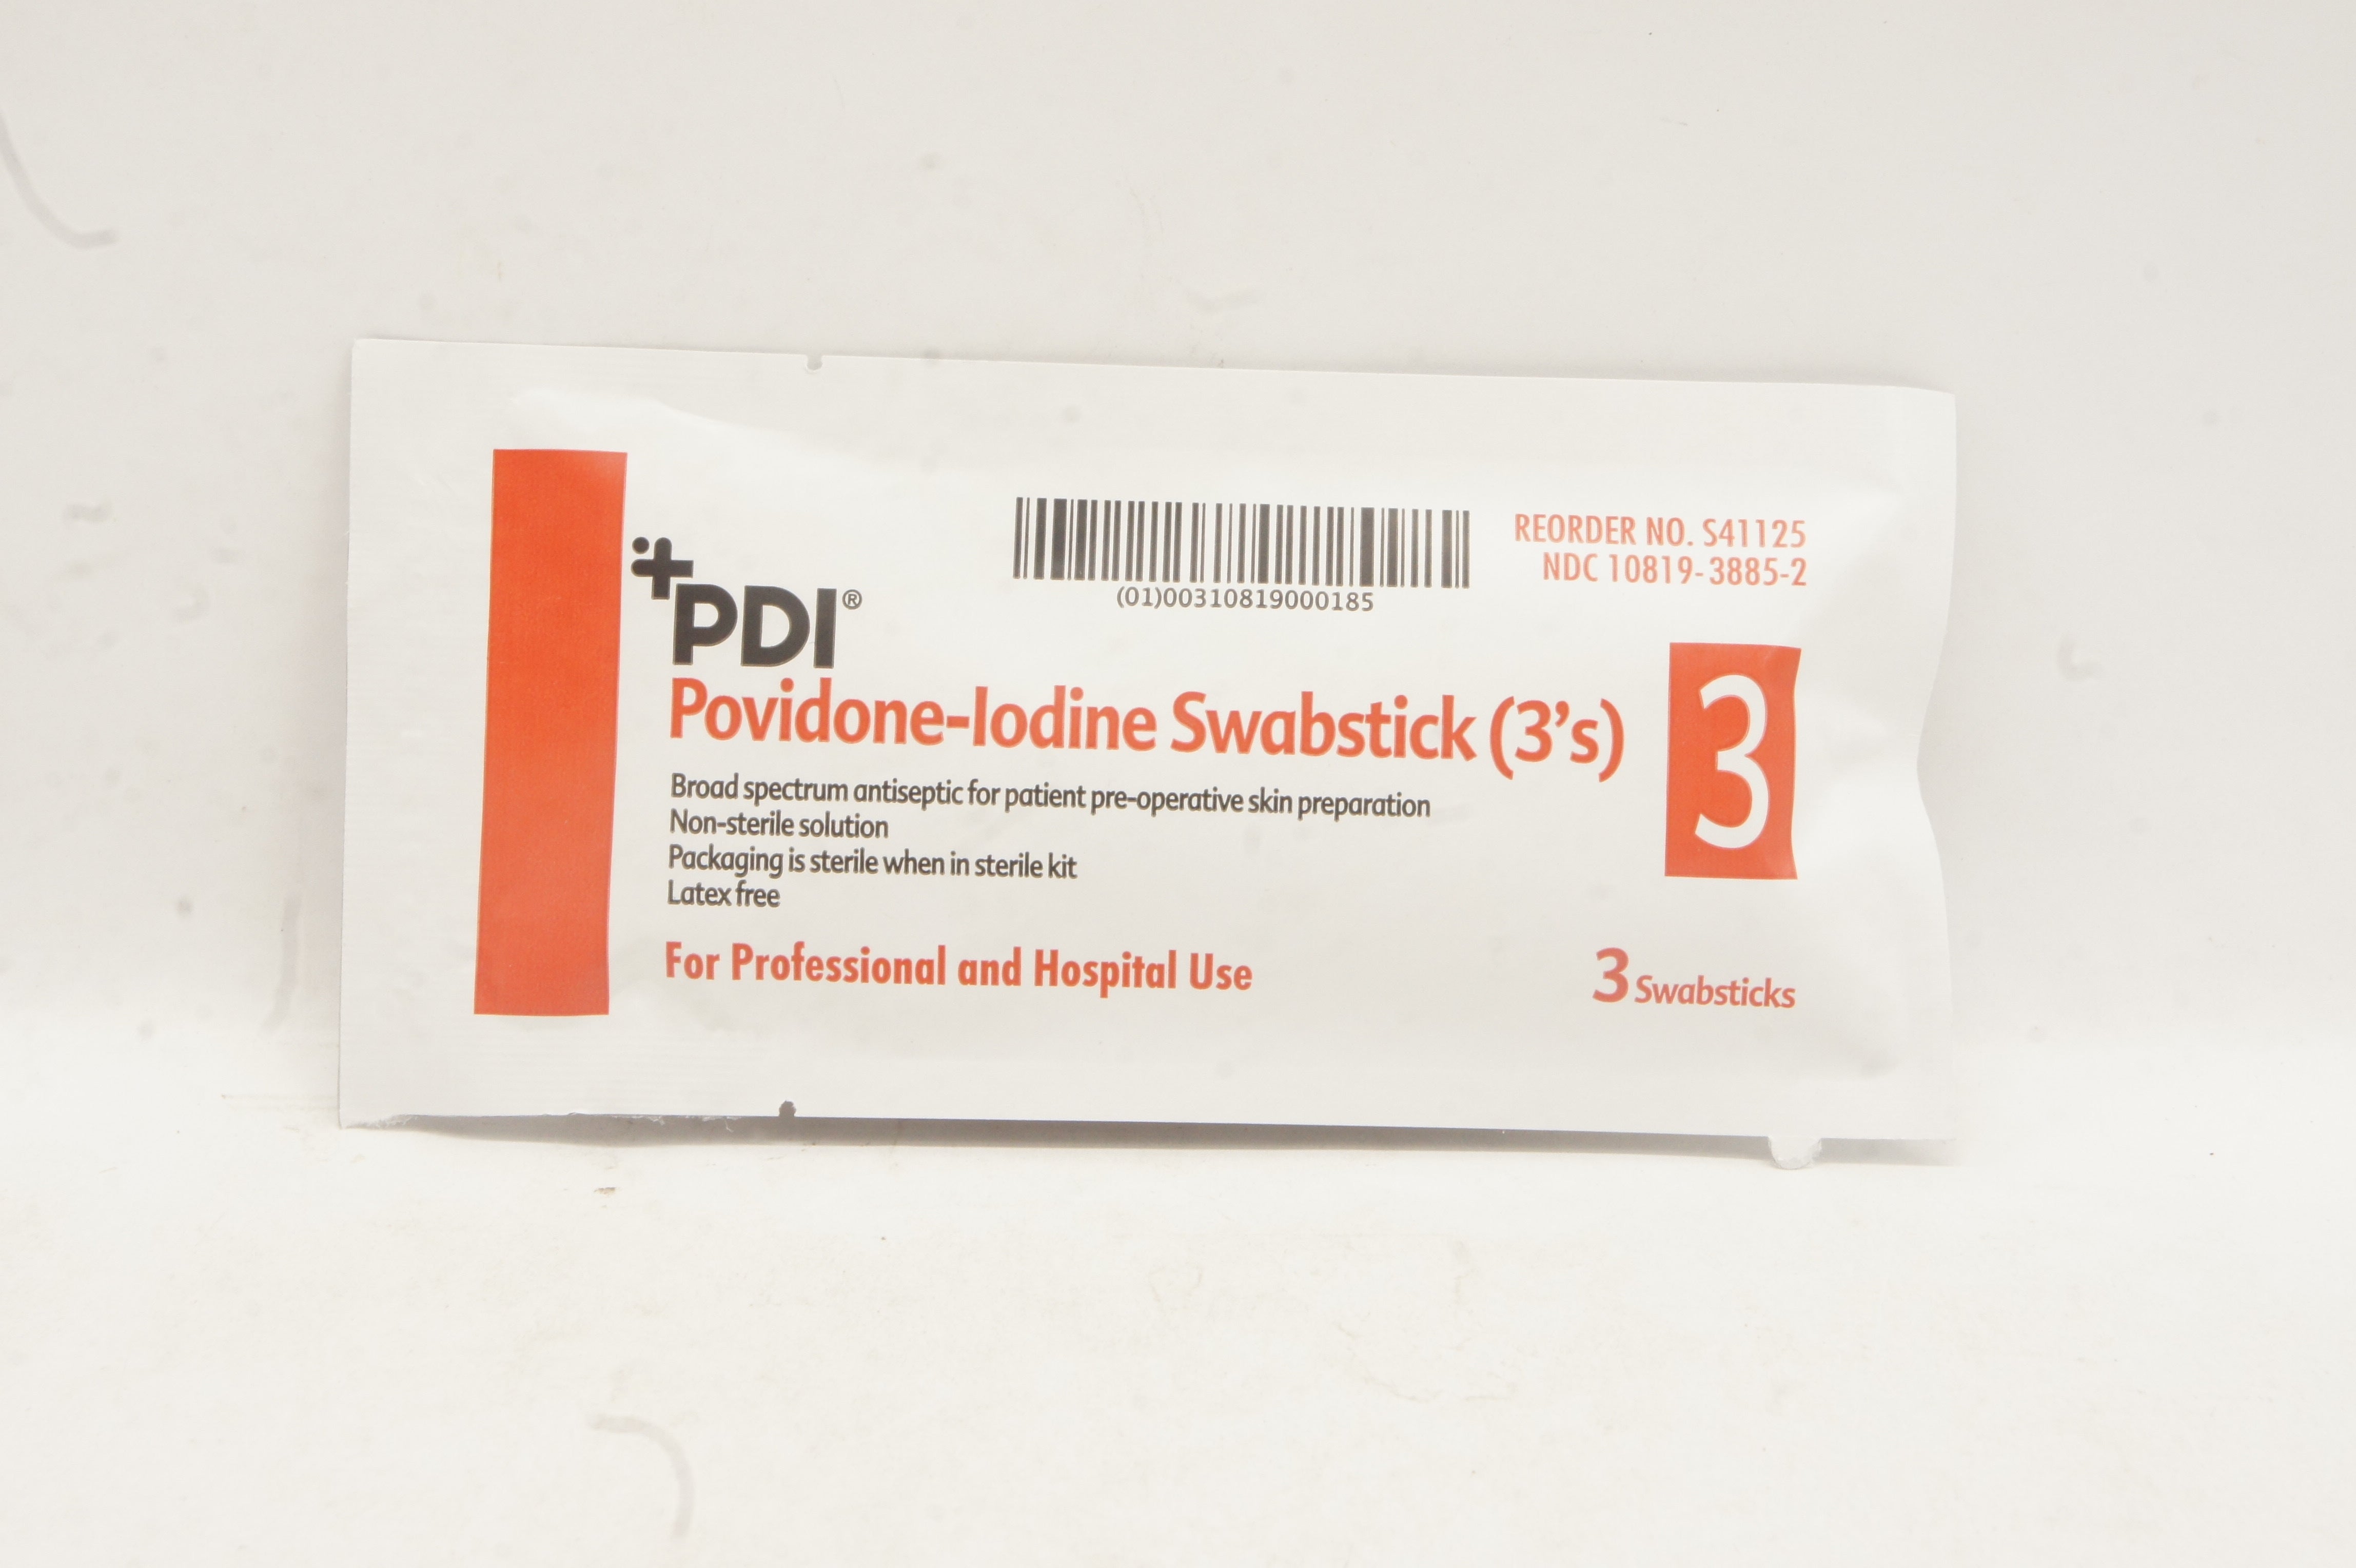 PDI®
(01)00310819000185
REORDER NO. S41125
NDC 10819-3885-2
Povidone-Iodine Swabstick (3's)
3
Broad spectrum antiseptic for patient pre-operative skin preparation
Non-sterile solution
Packaging is sterile when in sterile kit
Latex free
For Professional and Hospital Use
3 Swabsticks